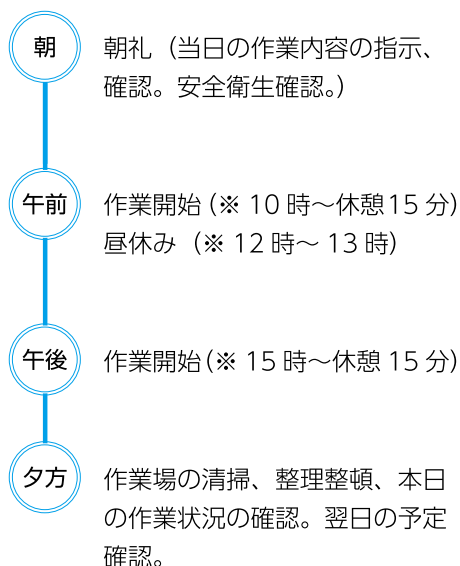 朝
朝礼（当日の作業内容の指示、
確認。安全衛生確認。）
午前
作業開始（※ 10 時～休憩15 分）
昼休み（※ 12 時～ 13 時）
午後
作業開始（※ 15 時～休憩 15 分）
夕方
作業場の清掃、整理整頓、本日
の作業状況の確認。翌日の予定
確認。